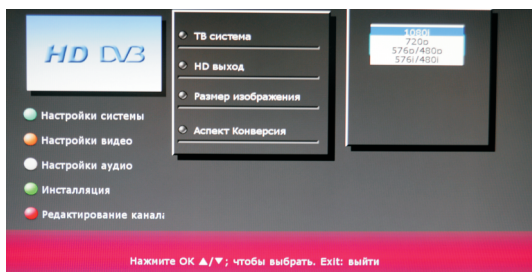 HD DVB
Настройки системы
Настройки видео
Настройки аудио
Инсталляция
Редактирование канала
ТВ система
HD выход
Размер изображения
Аспект Конверсия
1080i
720p
576p/480p
576i/480i
Нажмите OK ▲/▼; чтобы выбрать. Exit: выйти